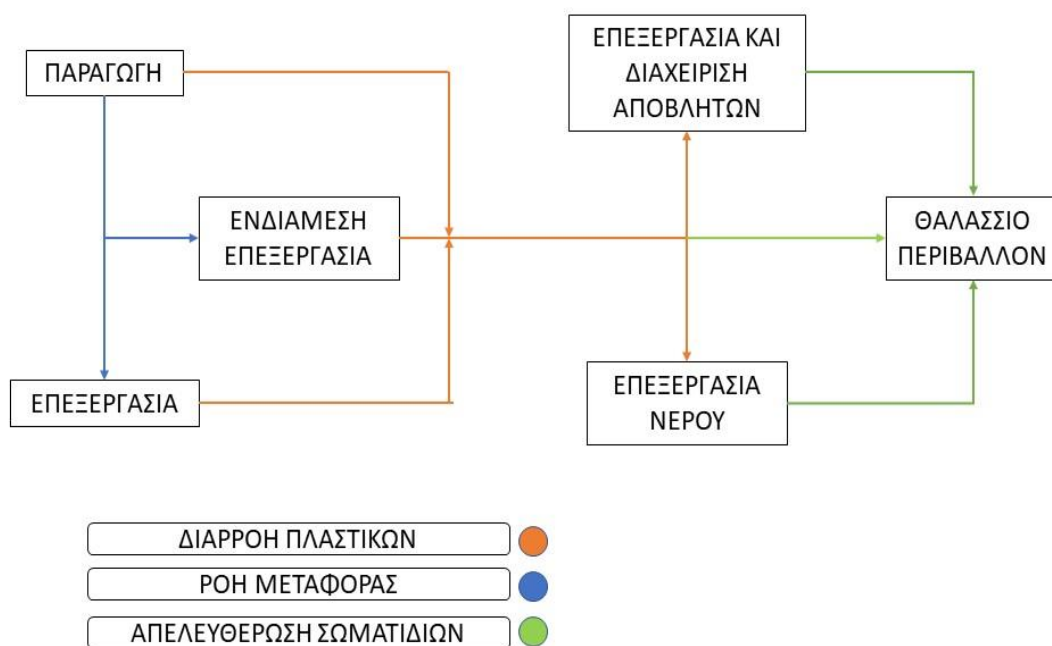 ΠΑΡΑΓΩΓΗ
ΕΠΕΞΕΡΓΑΣΙΑ ΚΑΙ
ΔΙΑΧΕΙΡΙΣΗ
ΑΠΟΒΛΗΤΩΝ
ΕΝΔΙΑΜΕΣΗ
ΕΠΕΞΕΡΓΑΣΙΑ
ΘΑΛΑΣΣΙΟ
ΠΕΡΙΒΑΛΛΟΝ
ΕΠΕΞΕΡΓΑΣΙΑ
ΕΠΕΞΕΡΓΑΣΙΑ
ΝΕΡΟΥ
ΔΙΑΡΡΟΗ ΠΛΑΣΤΙΚΩΝ
ΡΟΗ ΜΕΤΑΦΟΡΑΣ
ΑΠΕΛΕΥΘΕΡΩΣΗ ΣΩΜΑΤΙΔΙΩΝ